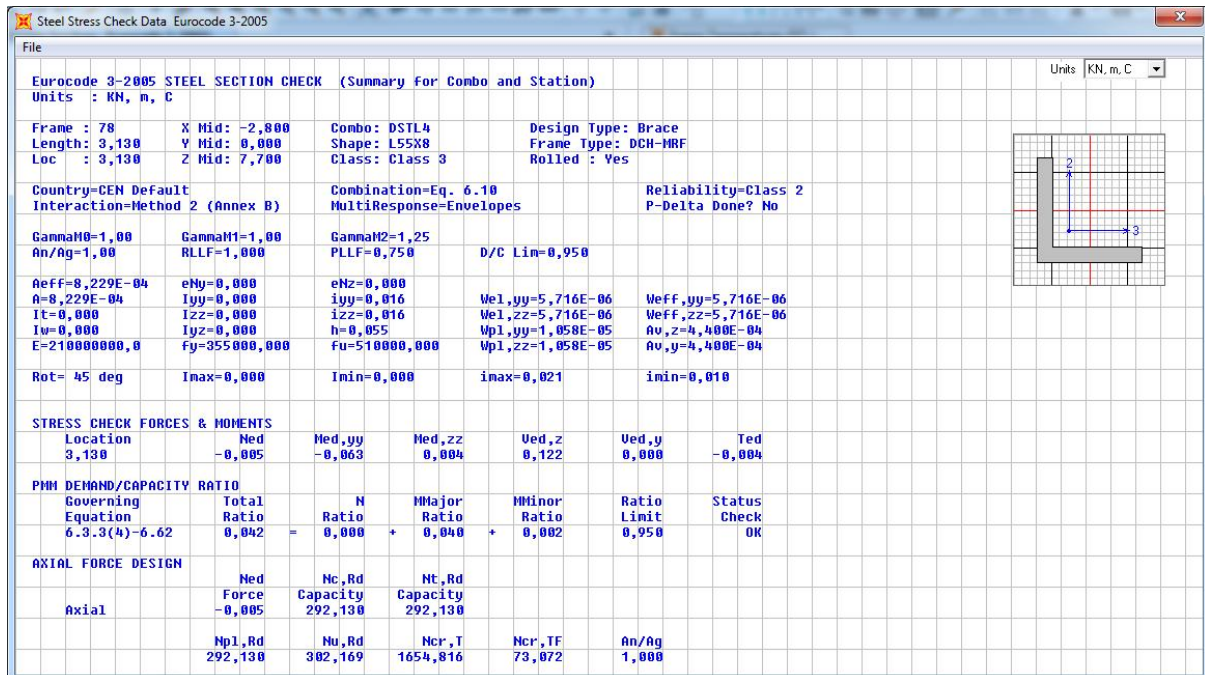 Steel Stress Check Data Eurocode 3-2005
File
Units KN, m, C
Eurocode 3-2005 STEEL SECTION CHECK (Summary for Combo and Station)
Units : KN, m, C
Frame : 78 X Mid: -2,800 Combo: DSTL4 Design Type: Brace
Length: 3,130 Y Mid: 0,000 Shape: L55X8 Frame Type: DCH-MRF
Loc : 3,130 Z Mid: 7,700 Class: Class 3 Rolled : Yes
Country=CEN Default Combination=Eq. 6.10 Reliability=Class 2
Interaction=Method 2 (Annex B) MultiResponse=Envelopes P-Delta Done? No
GammaM0=1,00 GammaM1=1,00 GammaM2=1,25
An/Ag=1,00 RLLF=1,000 PLLF=0,750 D/C Lim=0,950
Aeff=8,229E-04 eNy=0,000 eNz=0,000
A=8,229E-04 Iyy=0,000 iyy=0,016 Wel,yy=5,716E-06 Weff,yy=5,716E-06
It=0,000 Izz=0,000 izz=0,016 Wel,zz=5,716E-06 Weff,zz=5,716E-06
Iw=0,000 Iyz=0,000 h=0,055 Wpl,yy=1,058E-05 Av,z=4,400E-04
E=210000000,0 fy=355000,000 fu=510000,000 Wpl,zz=1,058E-05 Av,y=4,400E-04
Rot= 45 deg Imax=0,000 Imin=0,000 imax=0,021 imin=0,010
2
3
STRESS CHECK FORCES & MOMENTS
Location Ned Med,yy Med,zz Ved,z Ved,y Ted
3,130 -0,005 -0,063 0,004 0,122 0,000 -0,004
PMM DEMAND/CAPACITY RATIO
Governing Total N MMajor MMinor Ratio Status
Equation Ratio Ratio Ratio Ratio Limit Check
6.3.3(4)-6.62 0,042 = 0,000 + 0,040 + 0,002 0,950 OK
AXIAL FORCE DESIGN
Ned Nc,Rd Nt,Rd
Force Capacity Capacity
Axial -0,005 292,130 292,130
Npl,Rd Nu,Rd Ncr,T Ncr,TF An/Ag
292,130 302,169 1654,816 73,072 1,000